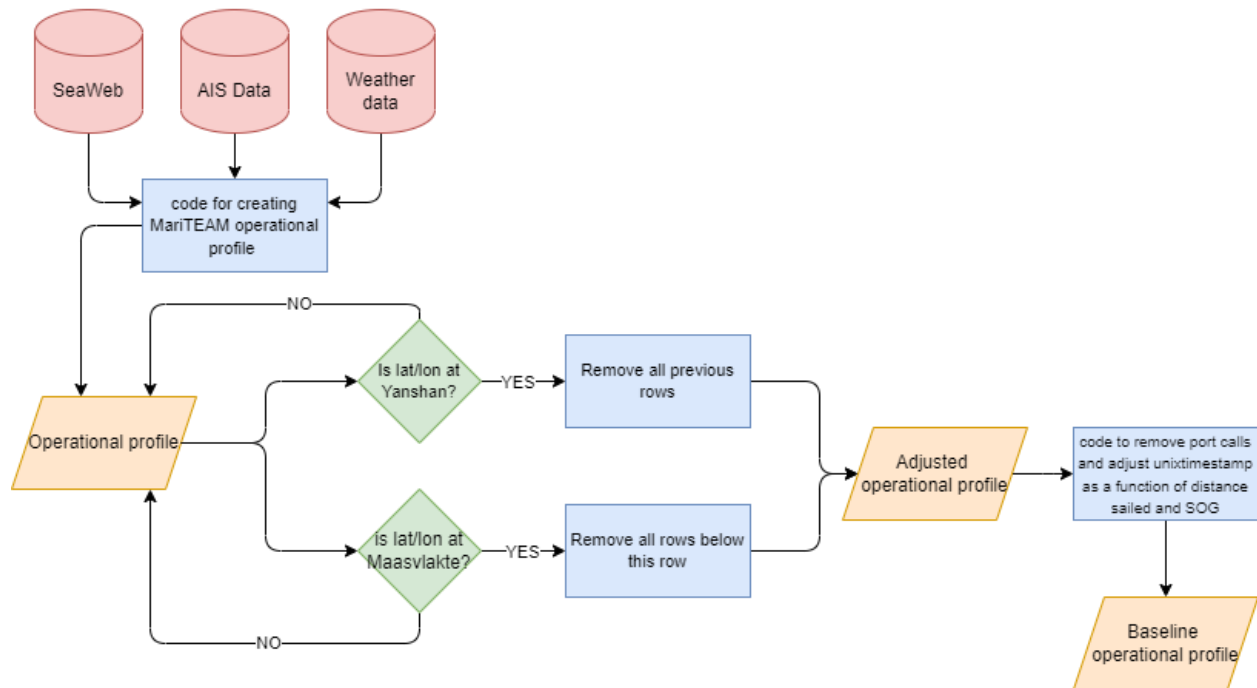 SeaWeb
AIS Data
Weather
data
code for creating
MariTEAM operational
profile
NO
Is lat/lon at
Yanshan?
YES
Remove all previous
rows
Operational profile
is lat/lon at
Maasvlakte?
YES
Remove all rows below
this row
NO
Adjusted
operational profile
code to remove port calls
and adjust unixtimestamp
as a function of distance
sailed and SOG
Baseline
operational profile